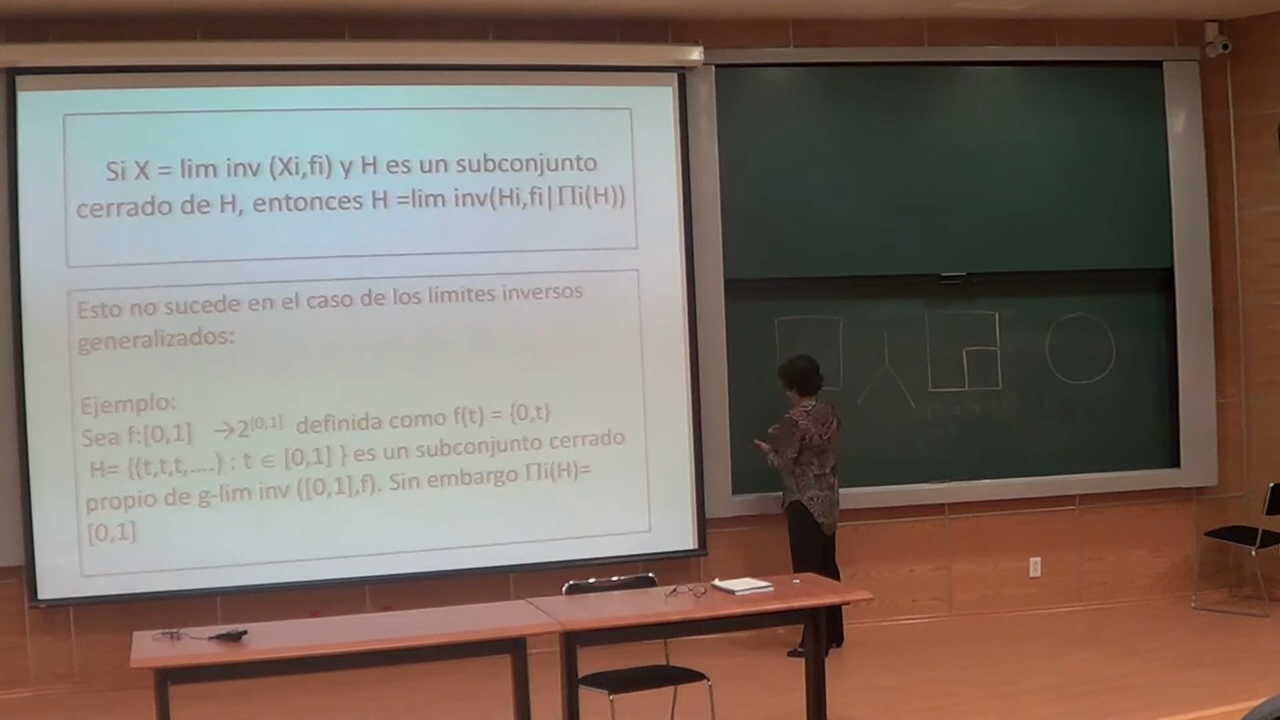 Si X = lim inv (Xi,fi) y H es un subconjunto
cerrado de H, entonces H =lim inv(Hi,fi|Πi(H))
Esto no sucede en el caso de los límites inversos
generalizados:
Ejemplo:
Sea f:[0,1] →2^[0,1] definida como f(t) = {0,t}
H= {(t,t,t,....) : t ∈ [0,1] } es un subconjunto cerrado
propio de g-lim inv ([0,1],f). Sin embargo Πi(H)=
[0,1]